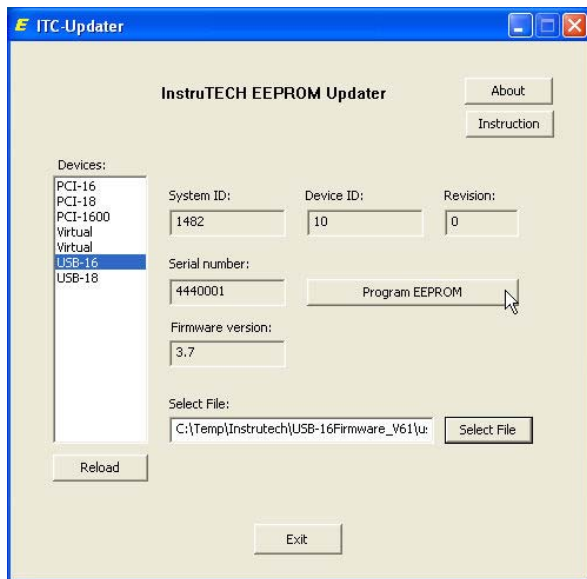 E ITC-Updater
InstruTECH EEPROM Updater
About
Instruction
Devices:
PCI-16
PCI-18
PCI-1600
Virtual
Virtual
USB-16
USB-18
Reload
System ID:
Device ID:
Revision:
1482
10
0
Serial number:
4440001
Program EEPROM
Firmware version:
3.7
Select File:
C:\Temp\Instrutech\USB-16Firmware_V61\u
Select File
Exit